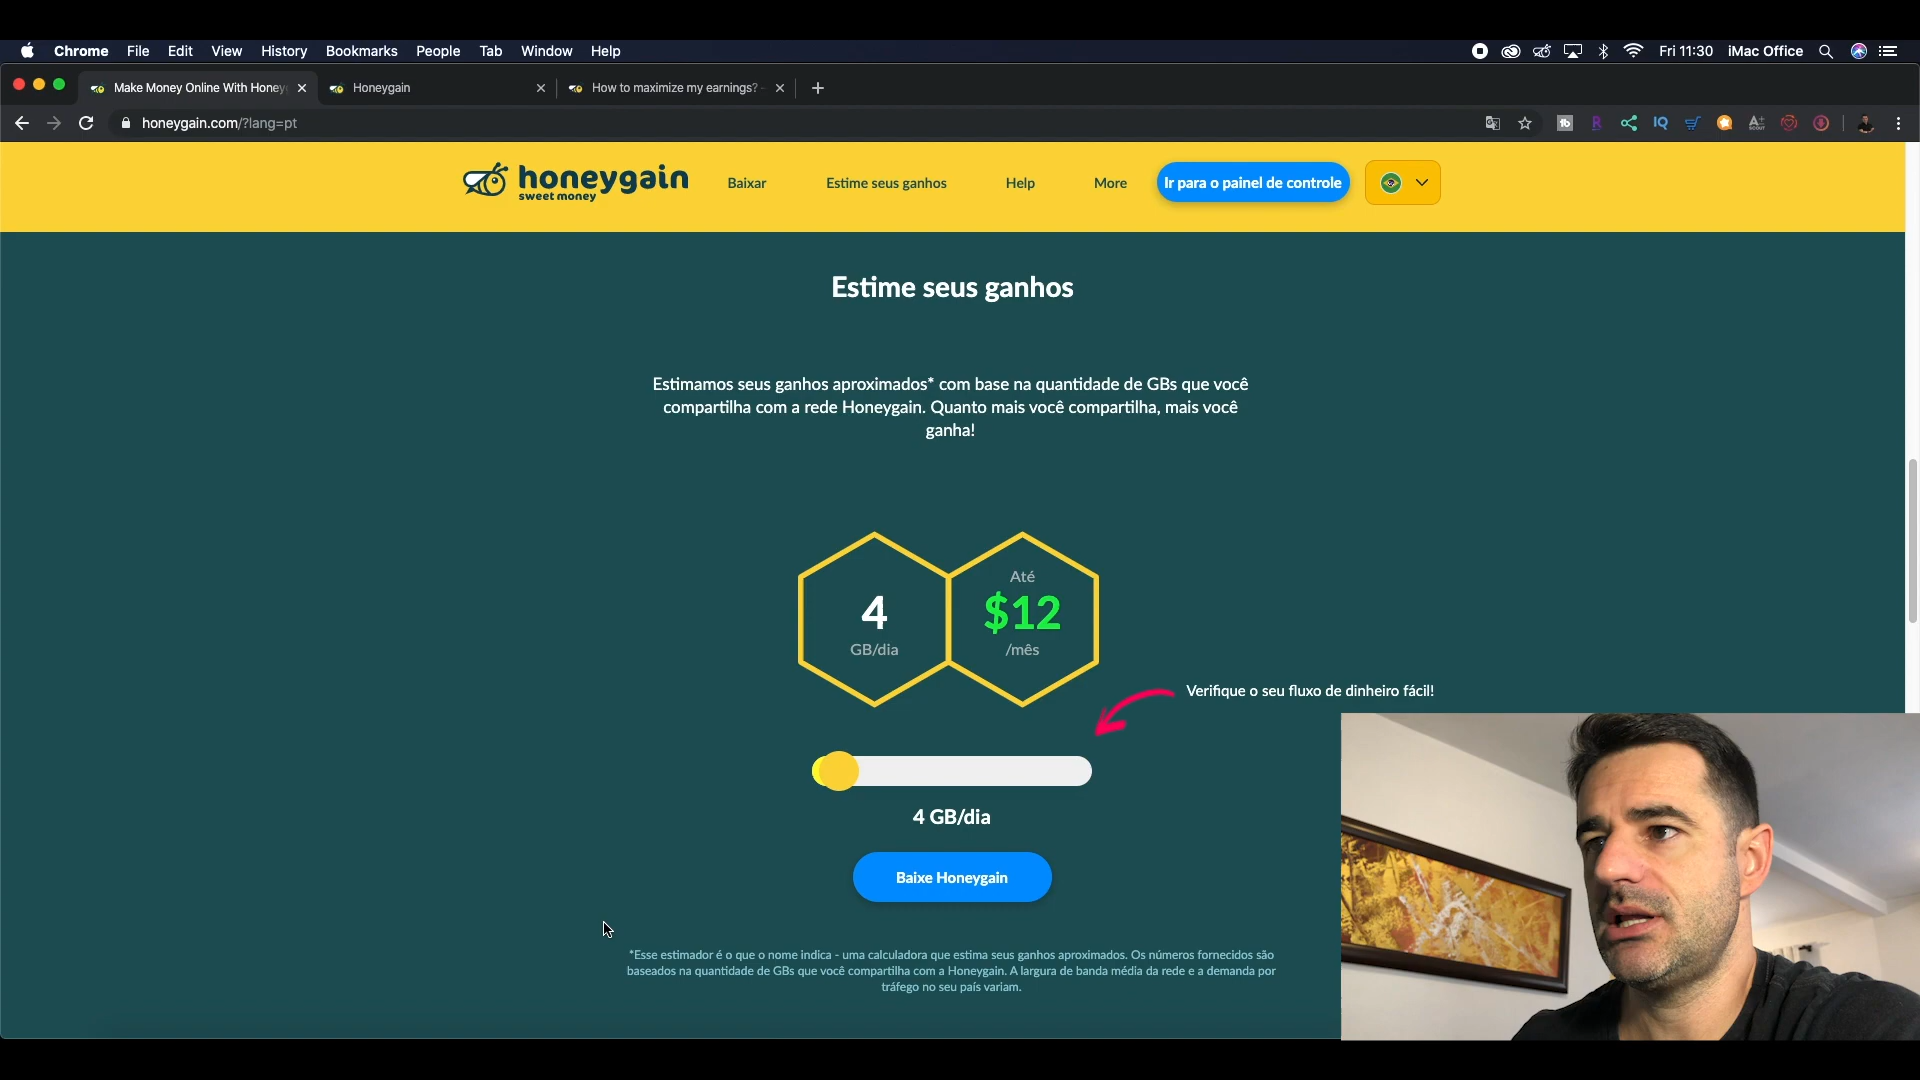 Chrome File Edit View History Bookmarks People Tab Window Help
Fri 11:30 iMac Office
Make Money Online With Honey
Honeygain
How to maximize my earnings? -
honeygain.com/?lang=pt
honeygain
sweet money
Baixar
Estime seus ganhos
Help
More
Ir para o painel de controle
Estime seus ganhos
Estimamos seus ganhos aproximados* com base na quantidade de GBs que você
compartilha com a rede Honeygain. Quanto mais você compartilha, mais você
ganha!
4
GB/dia
Até
$12
/mês
Verifique o seu fluxo de dinheiro fácil!
4 GB/dia
Baixe Honeygain
*Esse estimador é o que o nome indica - uma calculadora que estima seus ganhos aproximados. Os números fornecidos são
baseados na quantidade de GBs que você compartilha com a Honeygain. A largura de banda média da rede e a demanda por
tráfego no seu país variam.